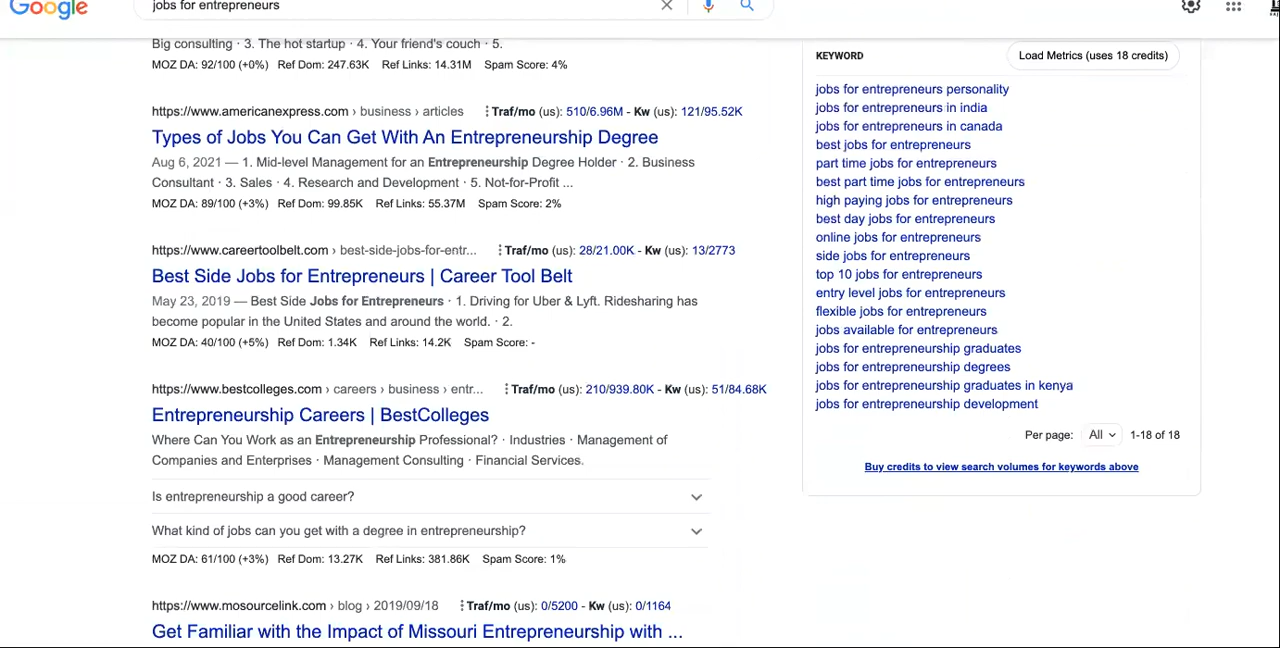 Google
jobs for entrepreneurs
Big consulting · 3. The hot startup · 4. Your friend's couch · 5.
MOZ DA: 92/100 (+0%) Ref Dom: 247.63K Ref Links: 14.31M Spam Score: 4%
https://www.americanexpress.com › business › articles Traf/mo (us): 510/6.96M - Kw (us): 121/95.52K
Types of Jobs You Can Get With An Entrepreneurship Degree
Aug 6, 2021 — 1. Mid-level Management for an Entrepreneurship Degree Holder · 2. Business
Consultant · 3. Sales · 4. Research and Development · 5. Not-for-Profit ...
MOZ DA: 89/100 (+3%) Ref Dom: 99.85K Ref Links: 55.37M Spam Score: 2%
https://www.careertoolbelt.com › best-side-jobs-for-entr... Traf/mo (us): 28/21.00K - Kw (us): 13/2773
Best Side Jobs for Entrepreneurs | Career Tool Belt
May 23, 2019 — Best Side Jobs for Entrepreneurs · 1. Driving for Uber & Lyft. Ridesharing has
become popular in the United States and around the world. · 2.
MOZ DA: 40/100 (+5%) Ref Dom: 1.34K Ref Links: 14.2K Spam Score: -
https://www.bestcolleges.com › careers › business › entr... Traf/mo (us): 210/939.80K - Kw (us): 51/84.68K
Entrepreneurship Careers | BestColleges
Where Can You Work as an Entrepreneurship Professional? · Industries · Management of
Companies and Enterprises · Management Consulting · Financial Services.
Is entrepreneurship a good career?
What kind of jobs can you get with a degree in entrepreneurship?
MOZ DA: 61/100 (+3%) Ref Dom: 13.27K Ref Links: 381.86K Spam Score: 1%
https://www.mosourcelink.com › blog › 2019/09/18 Traf/mo (us): 0/5200 - Kw (us): 0/1164
Get Familiar with the Impact of Missouri Entrepreneurship with ...
KEYWORD Load Metrics (uses 18 credits)
jobs for entrepreneurs personality
jobs for entrepreneurs in india
jobs for entrepreneurs in canada
best jobs for entrepreneurs
part time jobs for entrepreneurs
best part time jobs for entrepreneurs
high paying jobs for entrepreneurs
best day jobs for entrepreneurs
online jobs for entrepreneurs
side jobs for entrepreneurs
top 10 jobs for entrepreneurs
entry level jobs for entrepreneurs
flexible jobs for entrepreneurs
jobs available for entrepreneurs
jobs for entrepreneurship graduates
jobs for entrepreneurship degrees
jobs for entrepreneurship graduates in kenya
jobs for entrepreneurship development
Per page: All 1-18 of 18
Buy credits to view search volumes for keywords above